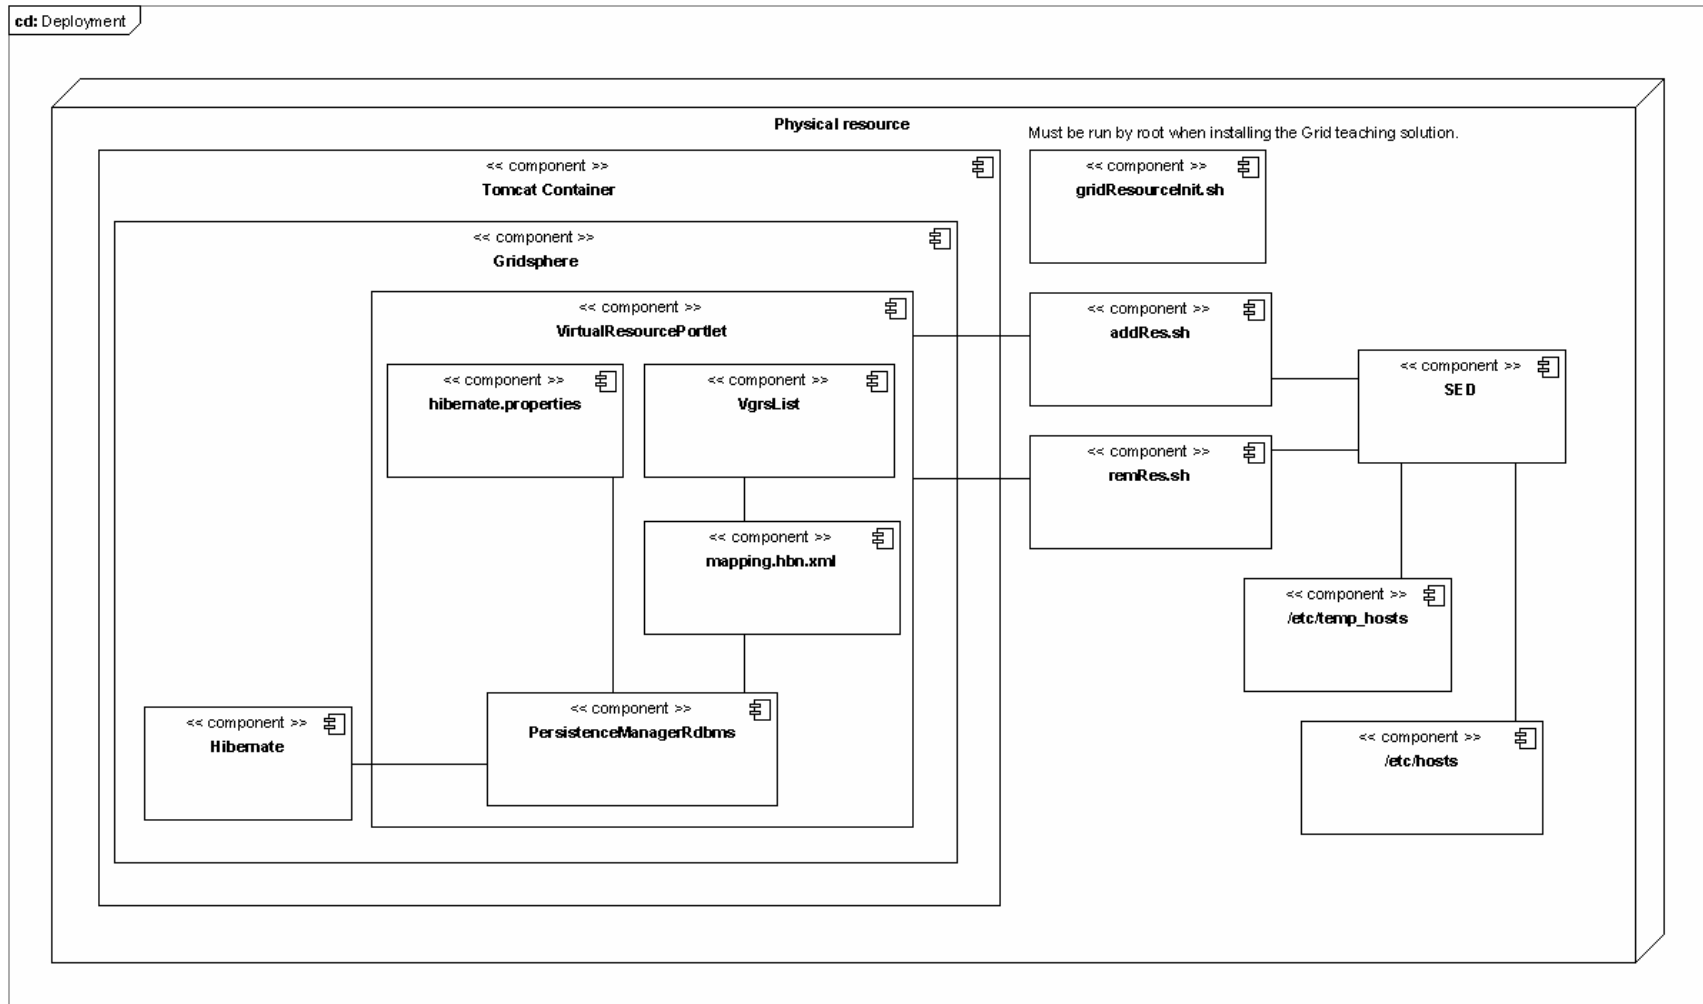 cd: Deployment
Physical resource
Must be run by root when installing the Grid teaching solution.
<< component >>
Tomcat Container
<< component >>
gridResourceInit.sh
<< component >>
Gridsphere
<< component >>
VirtualResourcePortlet
<< component >>
addRes.sh
<< component >>
hibernate.properties
<< component >>
VgrsList
<< component >>
SED
<< component >>
remRes.sh
<< component >>
mapping.hbn.xml
<< component >>
/etc/temp_hosts
<< component >>
PersistenceManagerRdbms
<< component >>
Hibernate
<< component >>
/etc/hosts